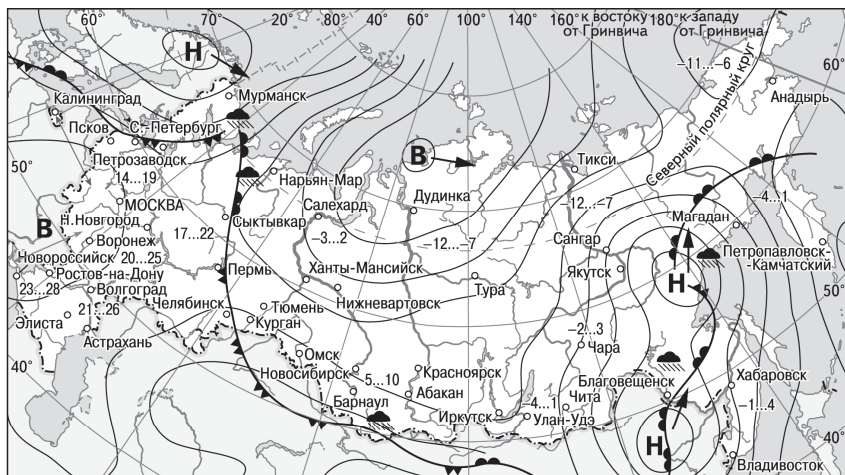 70° 20° 80° 40° 60° 100° 140° 160° к востоку от Гринвича 180° к западу от Гринвича
Н
60°
−11...−6
Северный полярный круг
Калининград
Мурманск
Анадырь
Псков С.-Петербург
В
Тикси
50°
Петрозаводск
14...19
Нарьян-Мар
−4...1
Салехард
Дудинка
МОСКВА
−12...−7
Магадан
В
Н.Новгород
17...22
Сыктывкар
−3...2
−12...−7
Сангар
Воронеж
Петропавловск-
-Камчатский
Новороссийск
20...25
Якутск
Ростов-на-Дону
Пермь
Ханты-Мансийск
Тура
Н
50°
23...28
Волгоград
Челябинск
Нижневартовск
21...26
Тюмень
−2...3
Элиста
Курган
Чара
Астрахань
Омск
40°
Новосибирск
Красноярск
Хабаровск
5...10
−4...1
Благовещенск
Барнаул
Абакан
Чита
−1...4
Иркутск
Улан-Удэ
40°
Н
Владивосток